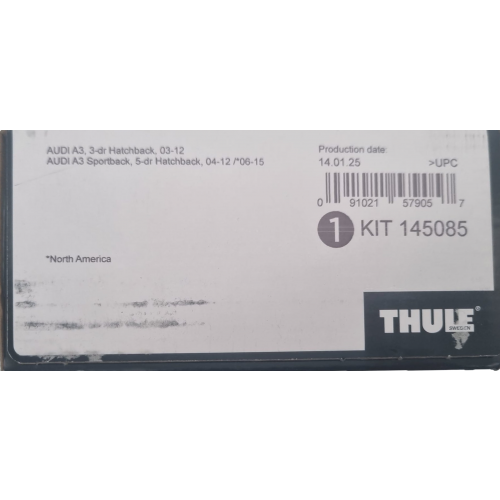 AUDI A3, 3-dr Hatchback, 03-12
AUDI A3 Sportback, 5-dr Hatchback, 04-12 /*06-15
*North America
Production date:
14.01.25 >UPC
0 91021 57905 7
1 KIT 145085
THULE®
SWEDEN